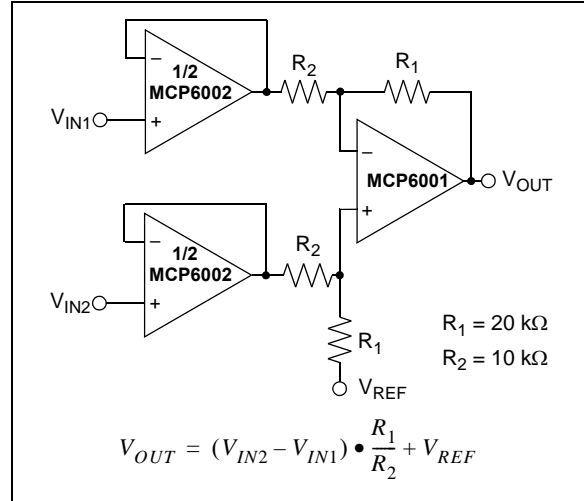 R2
R1
−
1/2
MCP6002
+
VIN1
−
MCP6001
+
VOUT
−
1/2
MCP6002
+
VIN2
R2
R1
VREF
R1 = 20 kΩ
R2 = 10 kΩ
VOUT = (VIN2 – VIN1) • R1/R2 + VREF